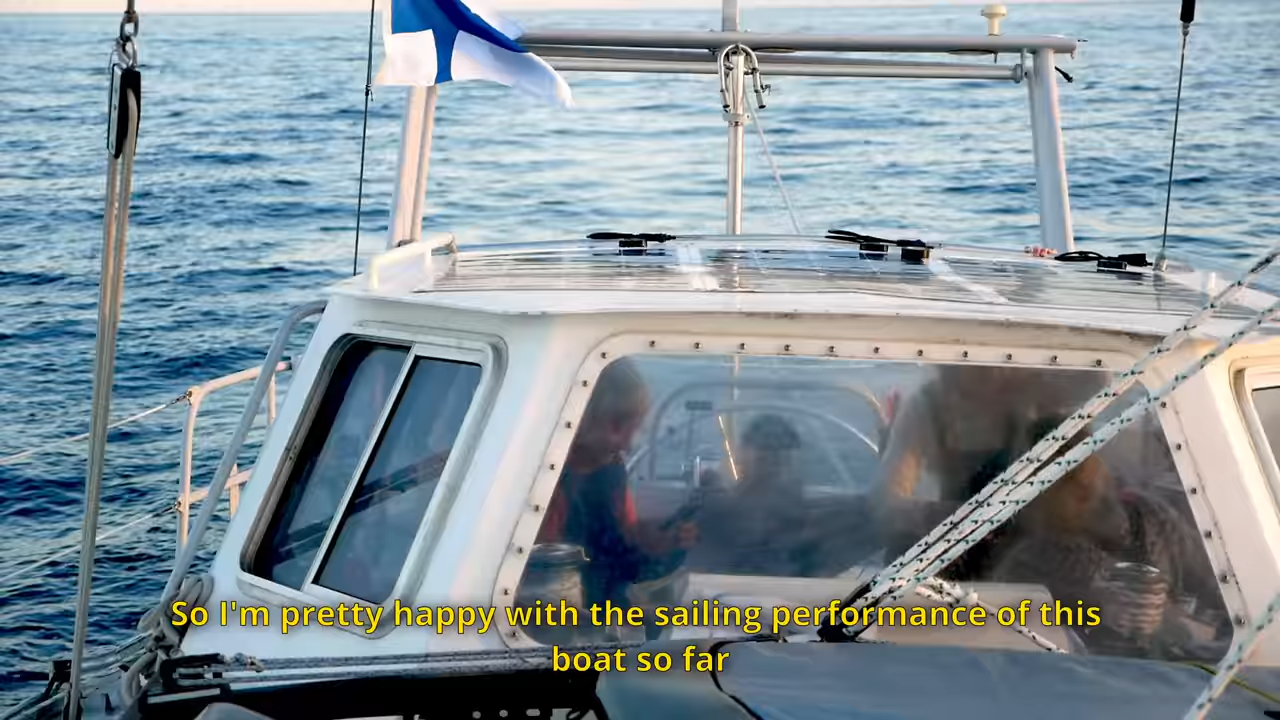 So I'm pretty happy with the sailing performance of this
boat so far